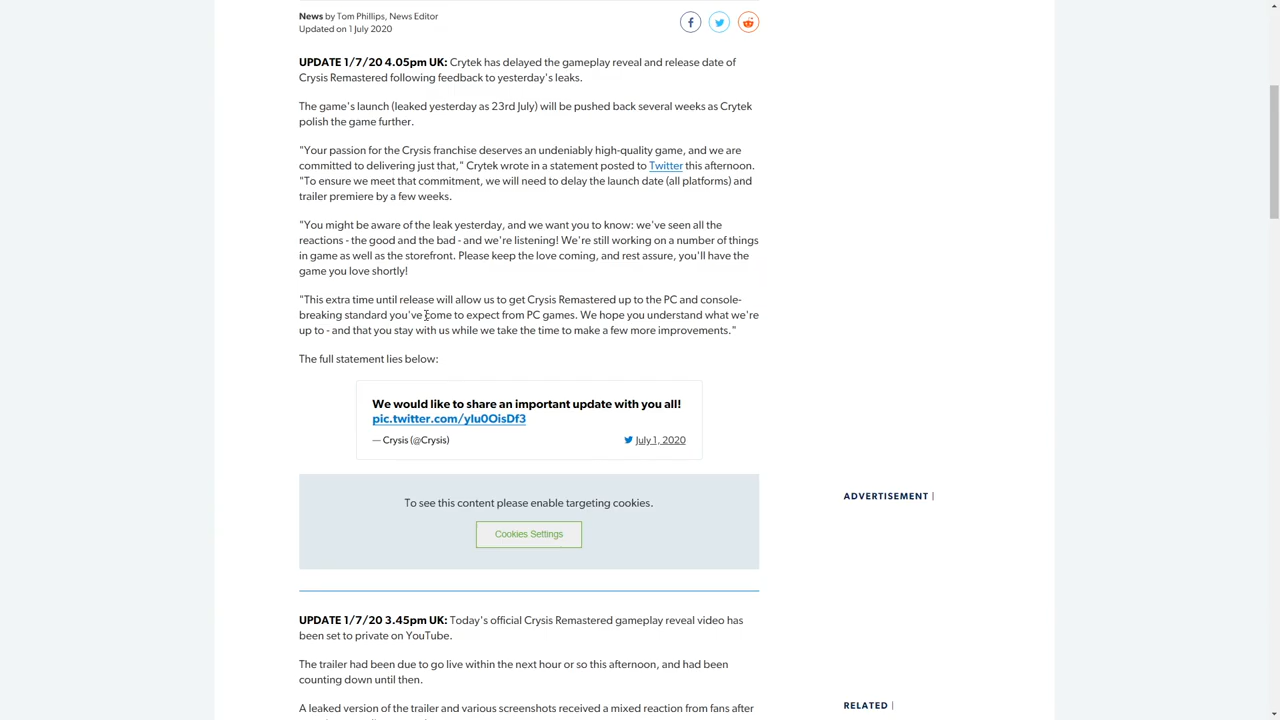 News by Tom Phillips, News Editor
Updated on 1 July 2020
UPDATE 1/7/20 4.05pm UK: Crytek has delayed the gameplay reveal and release date of
Crysis Remastered following feedback to yesterday's leaks.
The game's launch (leaked yesterday as 23rd July) will be pushed back several weeks as Crytek
polish the game further.
"Your passion for the Crysis franchise deserves an undeniably high-quality game, and we are
committed to delivering just that," Crytek wrote in a statement posted to Twitter this afternoon.
"To ensure we meet that commitment, we will need to delay the launch date (all platforms) and
trailer premiere by a few weeks.
"You might be aware of the leak yesterday, and we want you to know: we've seen all the
reactions - the good and the bad - and we're listening! We're still working on a number of things
in game as well as the storefront. Please keep the love coming, and rest assure, you'll have the
game you love shortly!
"This extra time until release will allow us to get Crysis Remastered up to the PC and console-
breaking standard you've come to expect from PC games. We hope you understand what we're
up to - and that you stay with us while we take the time to make a few more improvements."
The full statement lies below:
We would like to share an important update with you all!
pic.twitter.com/ylu0OisDf3
— Crysis (@Crysis) July 1, 2020
To see this content please enable targeting cookies.
Cookies Settings
ADVERTISEMENT |
UPDATE 1/7/20 3.45pm UK: Today's official Crysis Remastered gameplay reveal video has
been set to private on YouTube.
The trailer had been due to go live within the next hour or so this afternoon, and had been
counting down until then.
RELATED |
A leaked version of the trailer and various screenshots received a mixed reaction from fans after